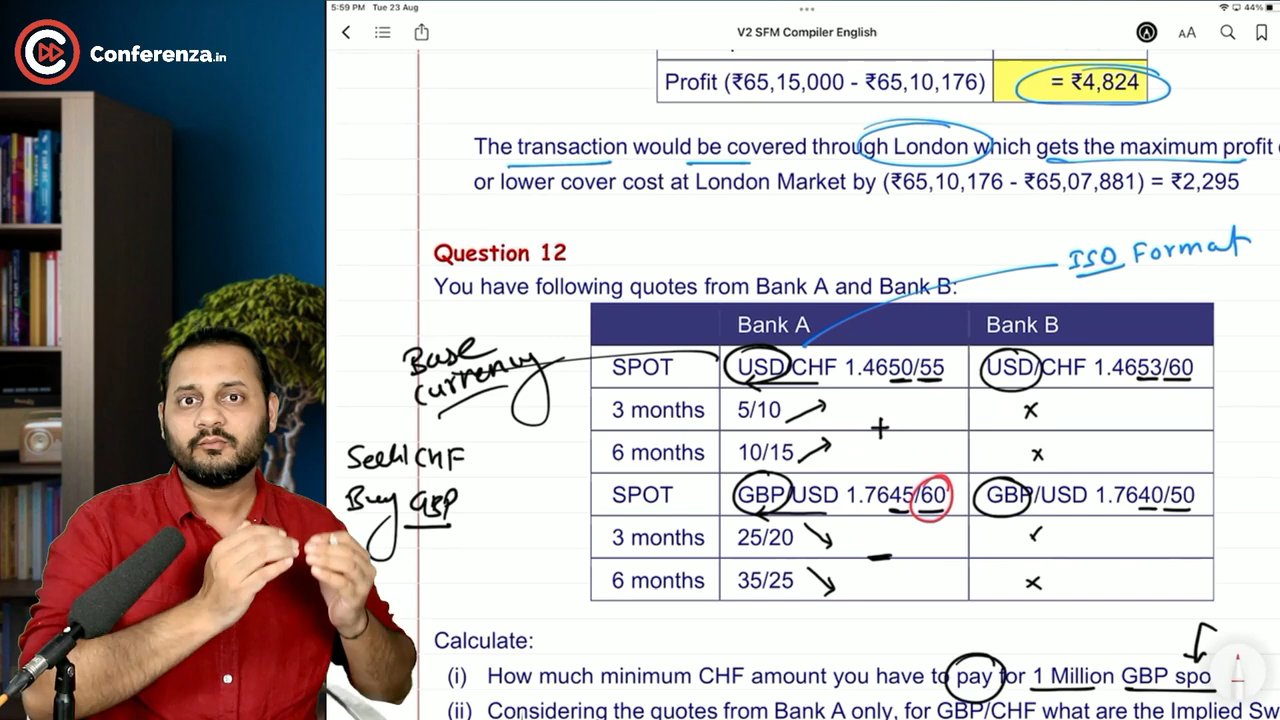 5:59 PM Tue 23 Aug
44%
V2 SFM Compiler English
AA
Conferenza.in
Profit (₹65,15,000 - ₹65,10,176) = ₹4,824
The transaction would be covered through London which gets the maximum profit
or lower cover cost at London Market by (₹65,10,176 - ₹65,07,881) = ₹2,295
Question 12
ISO Format
You have following quotes from Bank A and Bank B:
Bank A Bank B
Base
Currency
SPOT USD/CHF 1.4650/55 USD/CHF 1.4653/60
3 months 5/10 x
+
6 months 10/15 x
CHF
Buy GBP
SPOT GBP/USD 1.7645/60 GBP/USD 1.7640/50
3 months 25/20
-
6 months 35/25 x
Calculate:
(i) How much minimum CHF amount you have to pay for 1 Million GBP spo
(ii) Considering the quotes from Bank A only, for GBP/CHF what are the Implied Sw